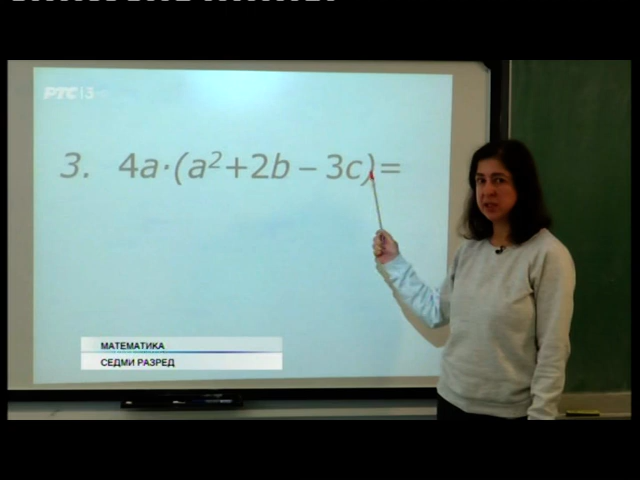 РТС 3
3. 4a·(a²+2b – 3c)=
МАТЕМАТИКА
СЕДМИ РАЗРЕД